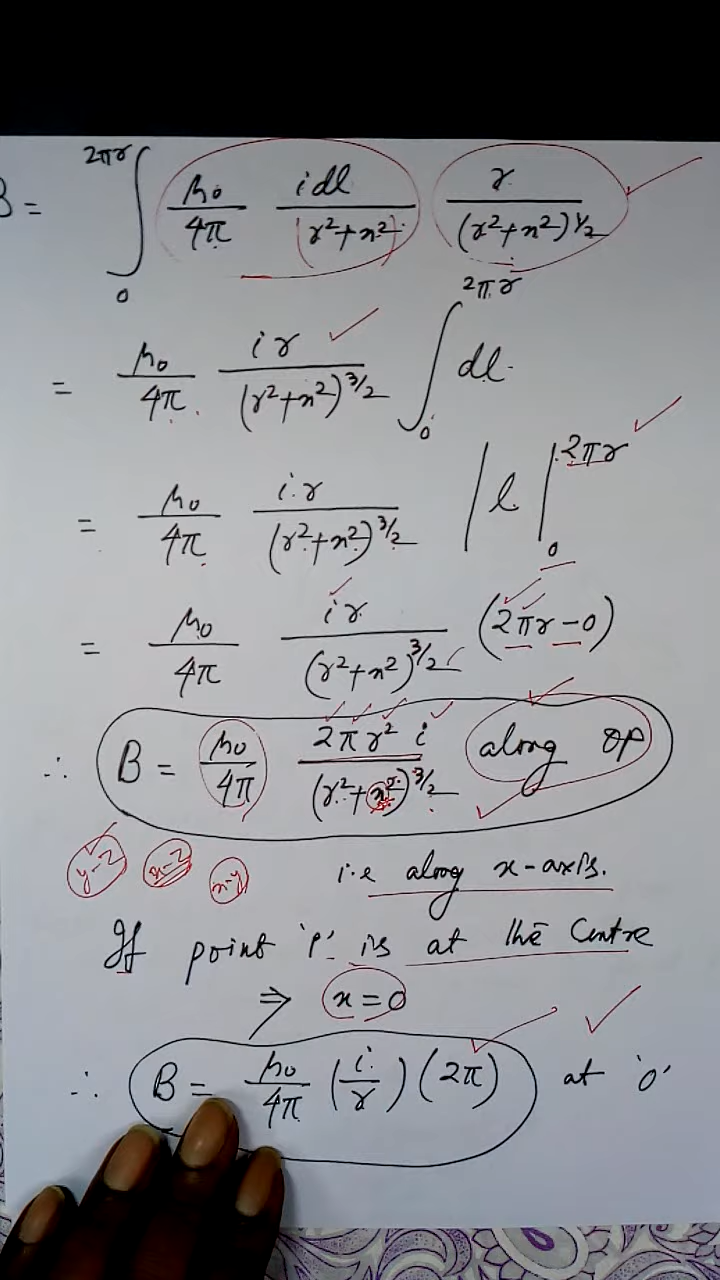 B = ∫₀^{2πr} μ₀/4π idl/(r²+x²) r/(r²+x²)^{1/2}
= μ₀/4π ir/(r²+x²)^{3/2} ∫₀^{2πr} dl
= μ₀/4π i.r/(r²+x²)^{3/2} |l|₀^{2πr}
= μ₀/4π ir/(r²+x²)^{3/2} (2πr-0)
∴ B = μ₀/4π 2πr²i/(r²+x²)^{3/2} along OP
y-z x-z x-y i.e along x-axis.
If point 'P' is at the Centre
⇒ x=0
∴ B = μ₀/4π (i/r) (2π) at 'O'